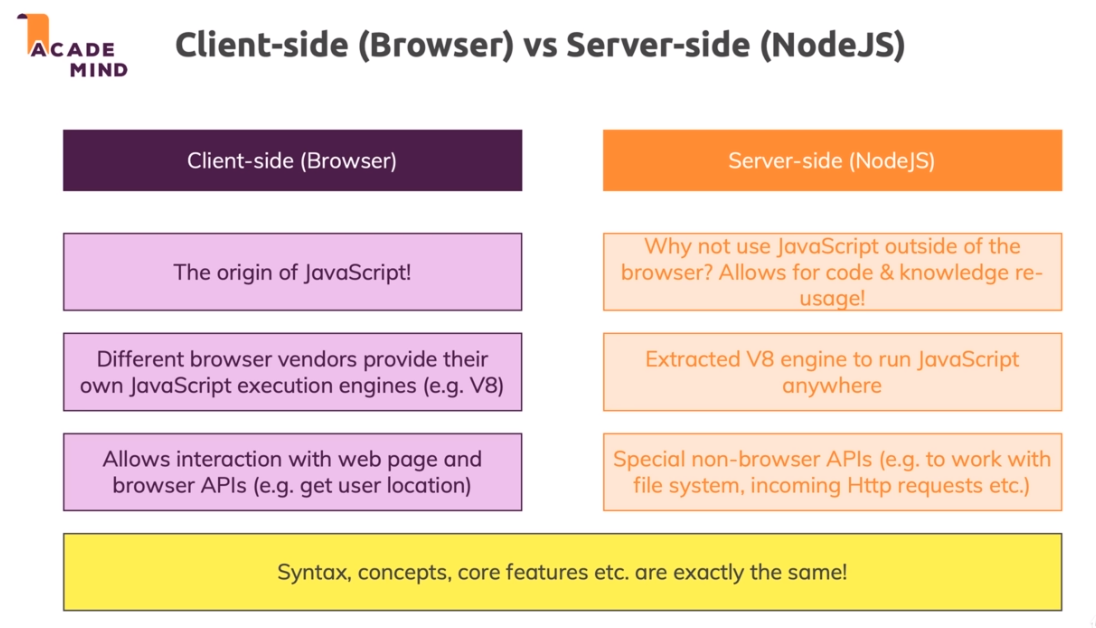 ACADE
MIND
Client-side (Browser) vs Server-side (NodeJS)
Client-side (Browser)
Server-side (NodeJS)
The origin of JavaScript!
Why not use JavaScript outside of the
browser? Allows for code & knowledge re-
usage!
Different browser vendors provide their
own JavaScript execution engines (e.g. V8)
Extracted V8 engine to run JavaScript
anywhere
Allows interaction with web page and
browser APIs (e.g. get user location)
Special non-browser APIs (e.g. to work with
file system, incoming Http requests etc.)
Syntax, concepts, core features etc. are exactly the same!